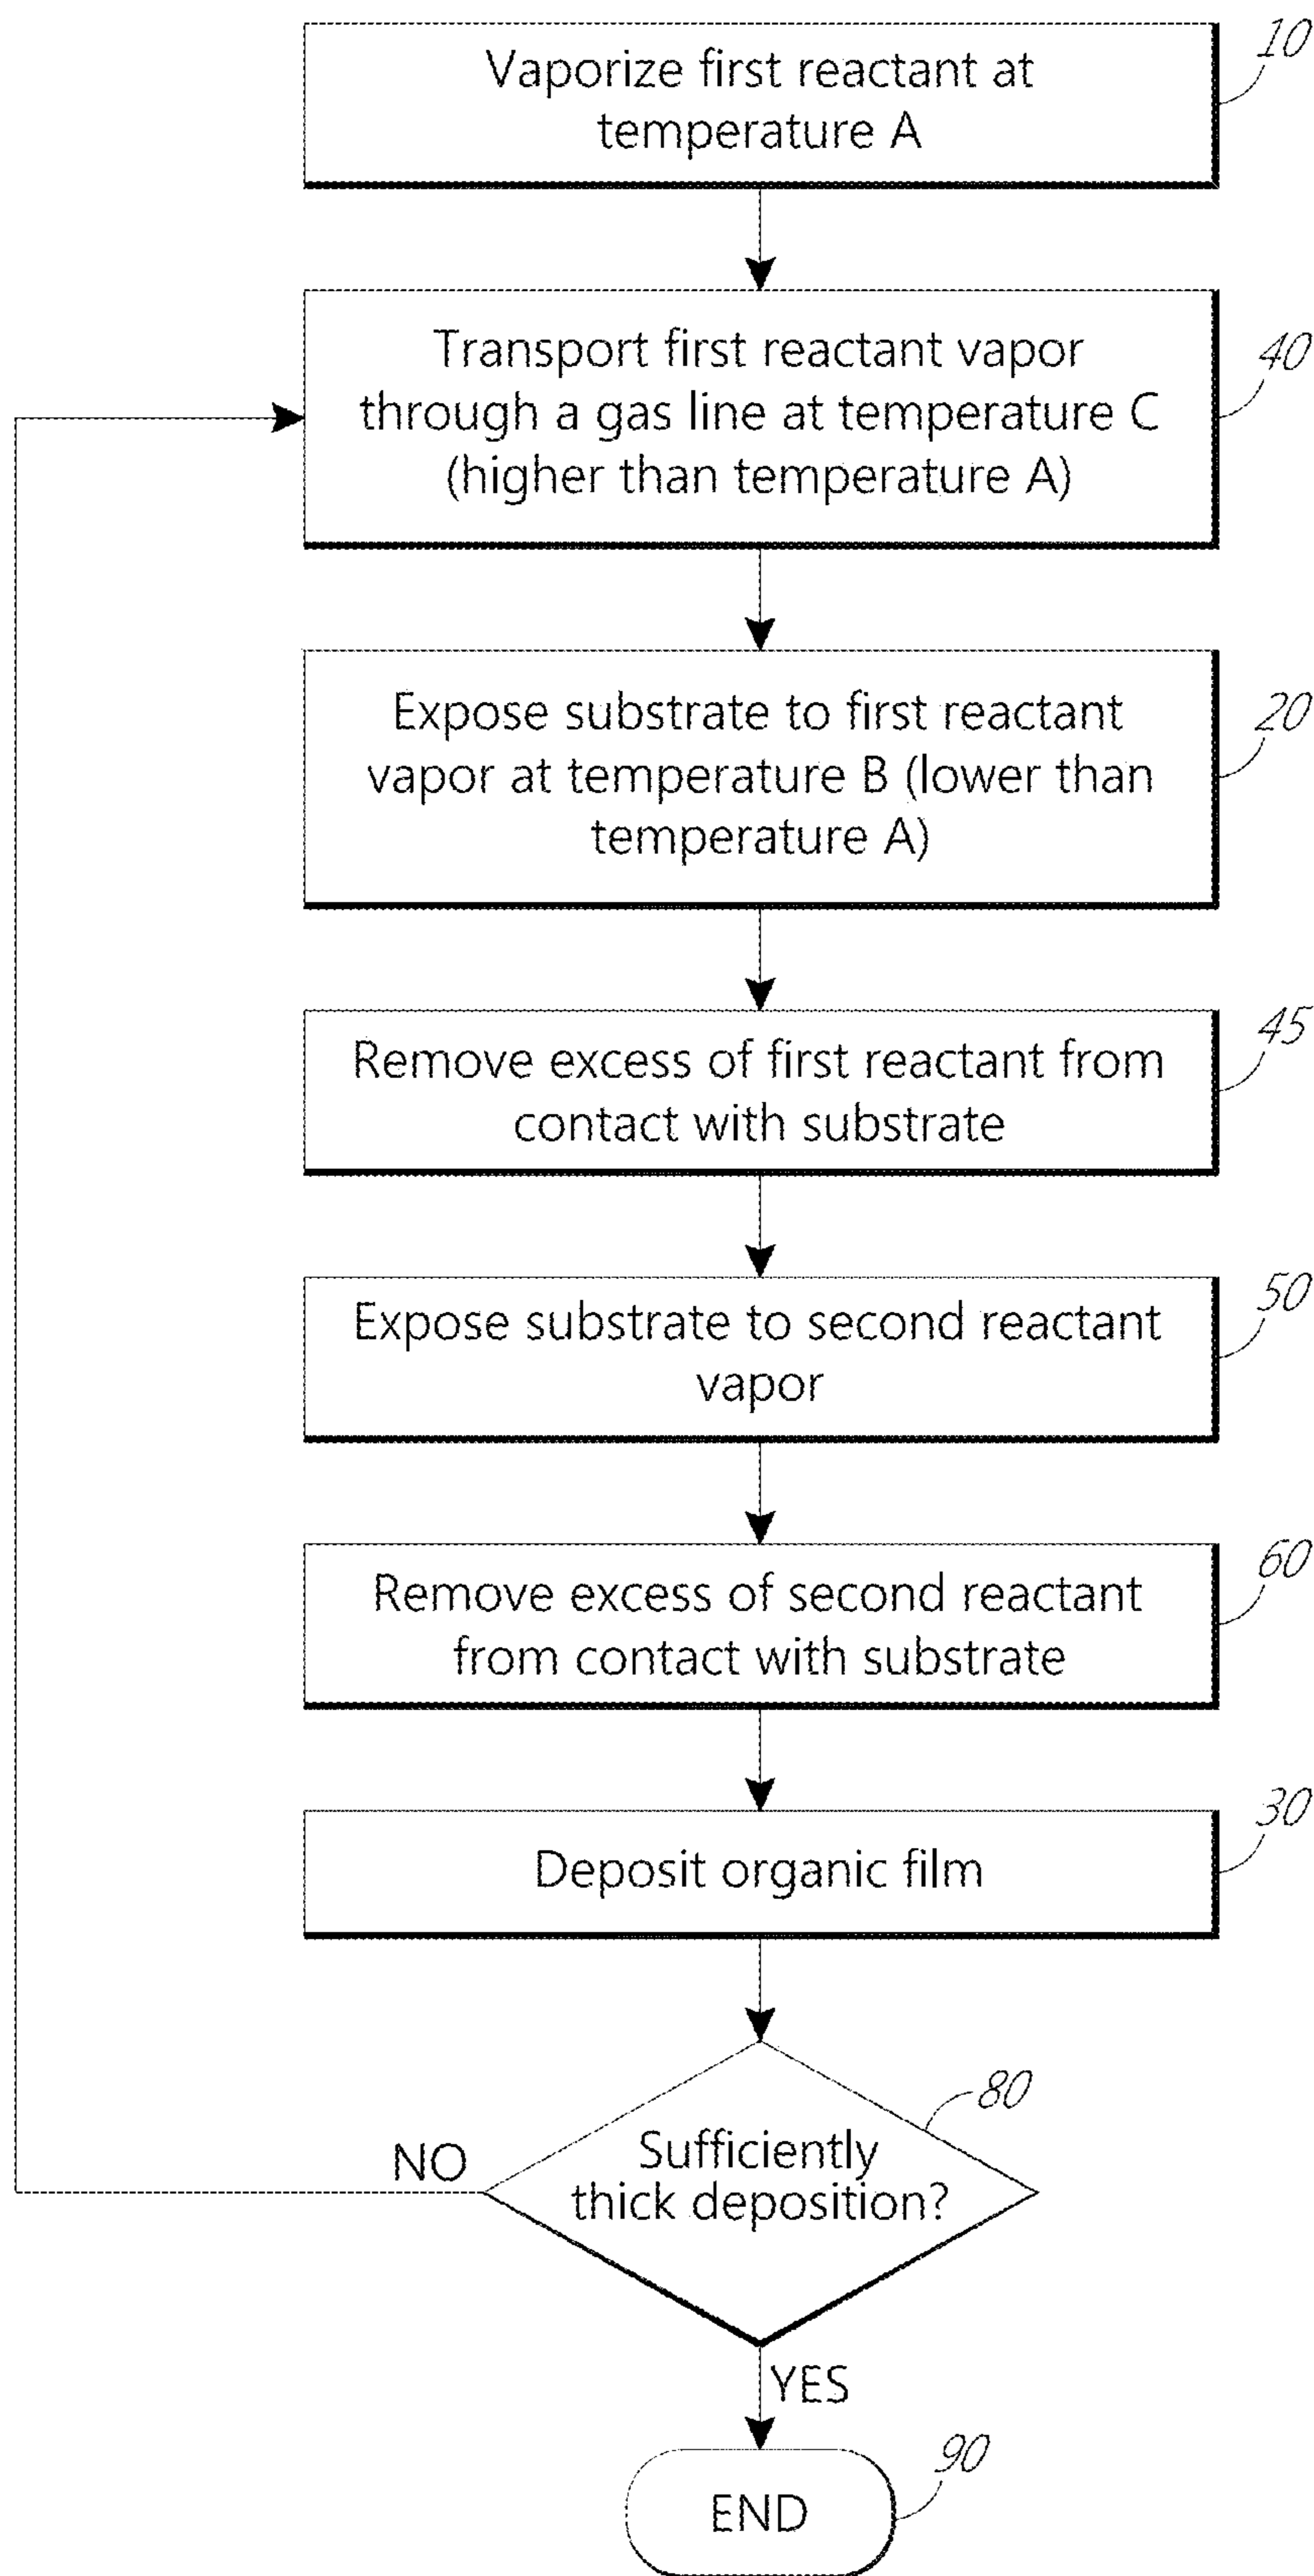 Vaporize first reactant at
temperature A
10
Transport first reactant vapor
through a gas line at temperature C
(higher than temperature A)
40
Expose substrate to first reactant
vapor at temperature B (lower than
temperature A)
20
Remove excess of first reactant from
contact with substrate
45
Expose substrate to second reactant
vapor
50
Remove excess of second reactant
from contact with substrate
60
Deposit organic film
30
Sufficiently
thick deposition?
80
NO
YES
END
90